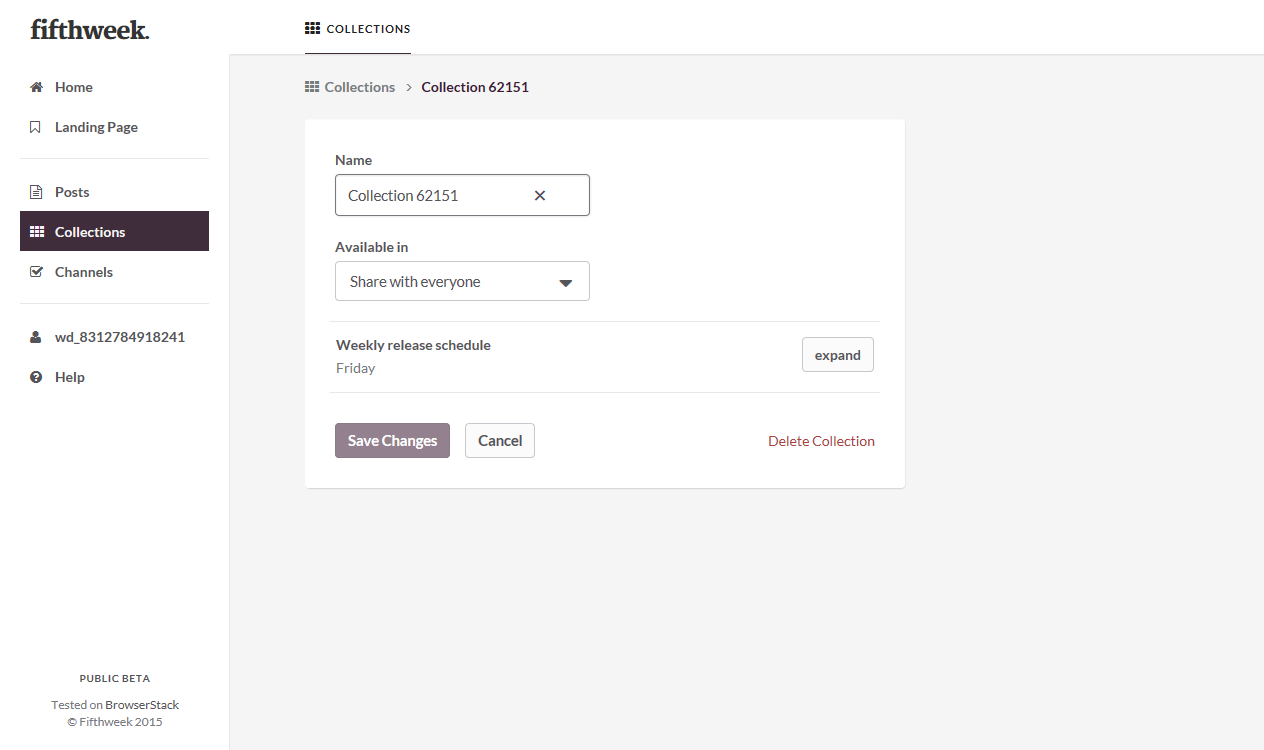 fifthweek.
COLLECTIONS
Home
Landing Page
Posts
Collections
Channels
wd_8312784918241
Help
PUBLIC BETA
Tested on BrowserStack
© Fifthweek 2015
Collections > Collection 62151
Name
Collection 62151
Available in
Share with everyone
Weekly release schedule
Friday
expand
Save Changes
Cancel
Delete Collection